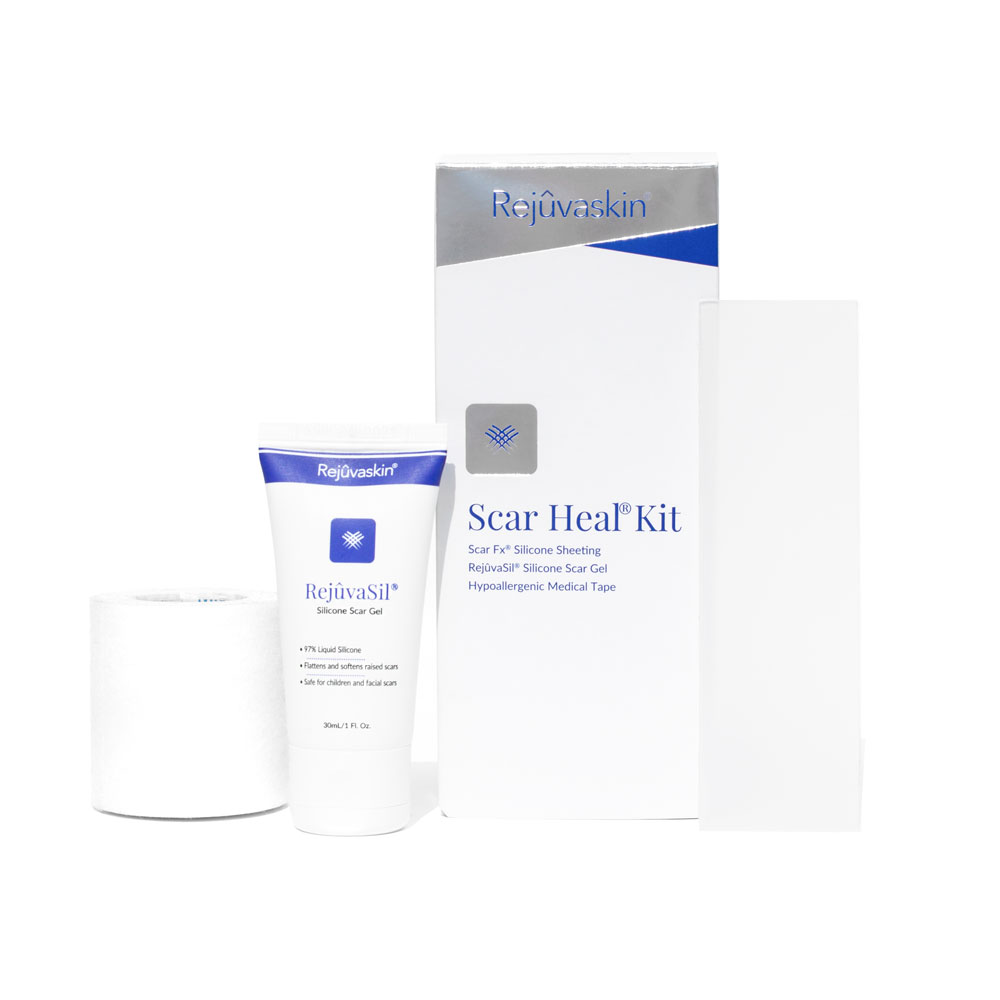 Rejûvaskin®
Scar Heal® Kit
Scar Fx® Silicone Sheeting
RejûvaSil® Silicone Scar Gel
Hypoallergenic Medical Tape
Rejûvaskin®
RejûvaSil®
Silicone Scar Gel
• 97% Liquid Silicone
• Flattens and softens raised scars
• Safe for children and facial scars
30mL/1 Fl. Oz.